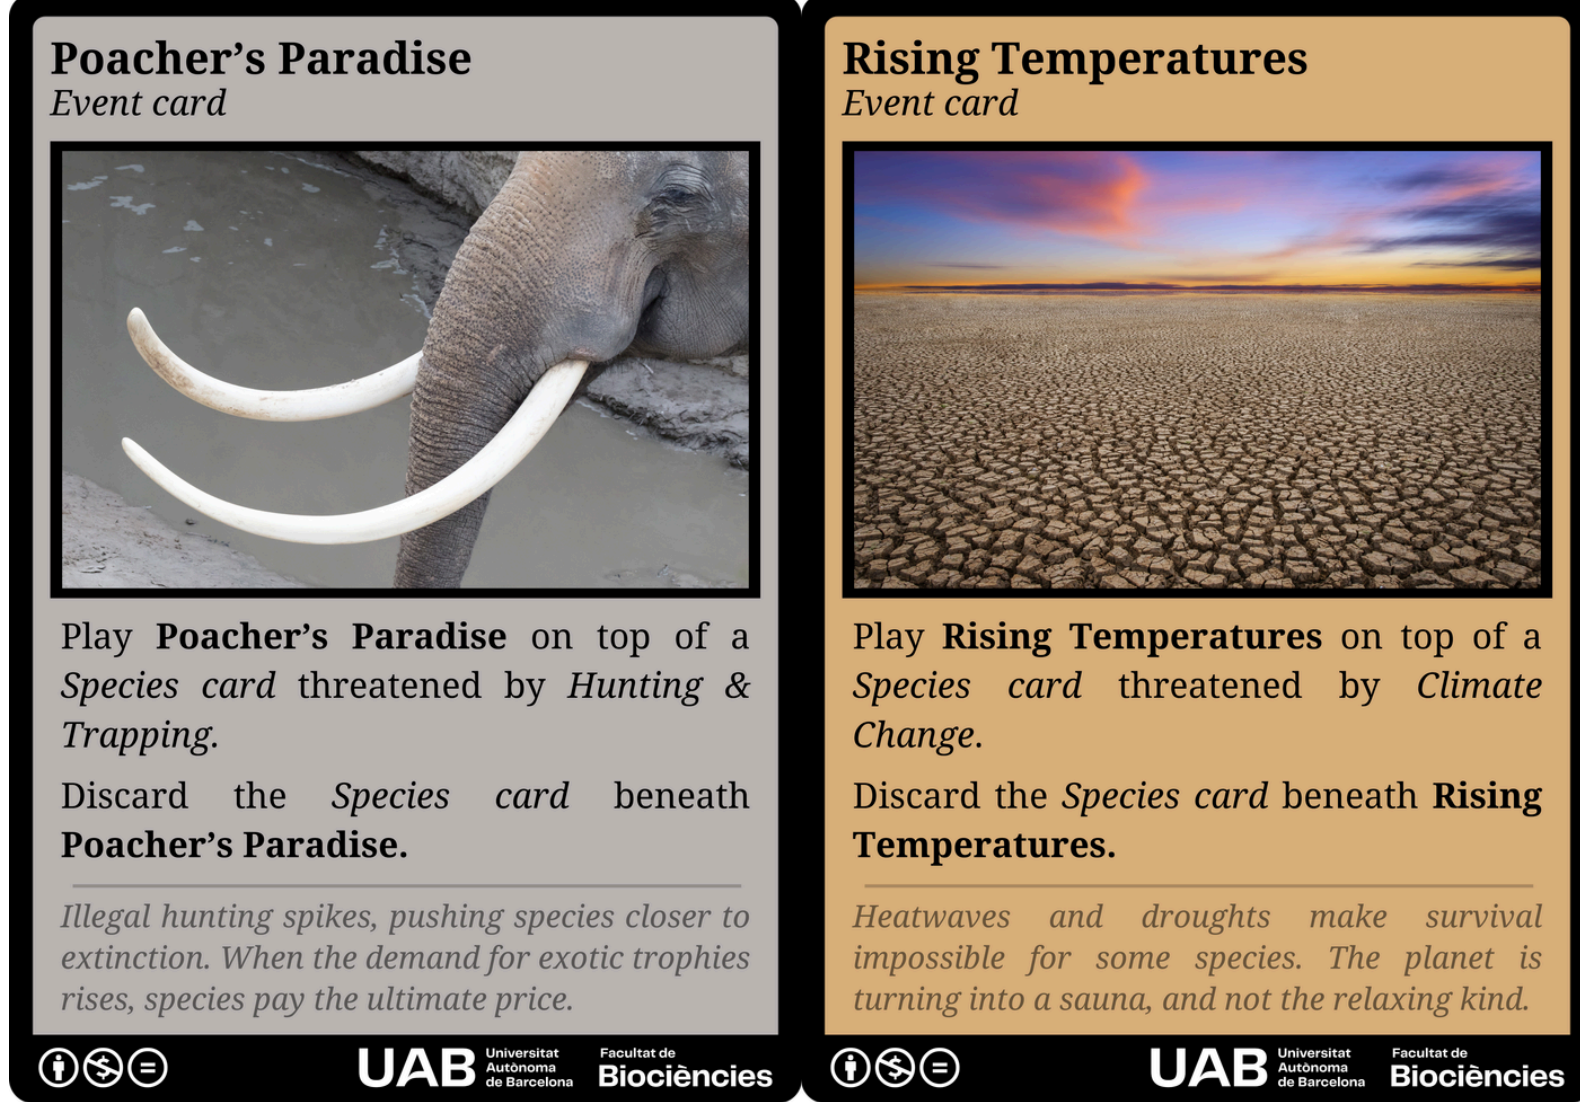 Poacher’s Paradise
Event card
Play Poacher’s Paradise on top of a
Species card threatened by Hunting &
Trapping.
Discard the Species card beneath
Poacher’s Paradise.
Illegal hunting spikes, pushing species closer to
extinction. When the demand for exotic trophies
rises, species pay the ultimate price.
UAB
Universitat
Autònoma
de Barcelona
Facultat de
Biociències
Rising Temperatures
Event card
Play Rising Temperatures on top of a
Species card threatened by Climate
Change.
Discard the Species card beneath Rising
Temperatures.
Heatwaves and droughts make survival
impossible for some species. The planet is
turning into a sauna, and not the relaxing kind.
UAB
Universitat
Autònoma
de Barcelona
Facultat de
Biociències